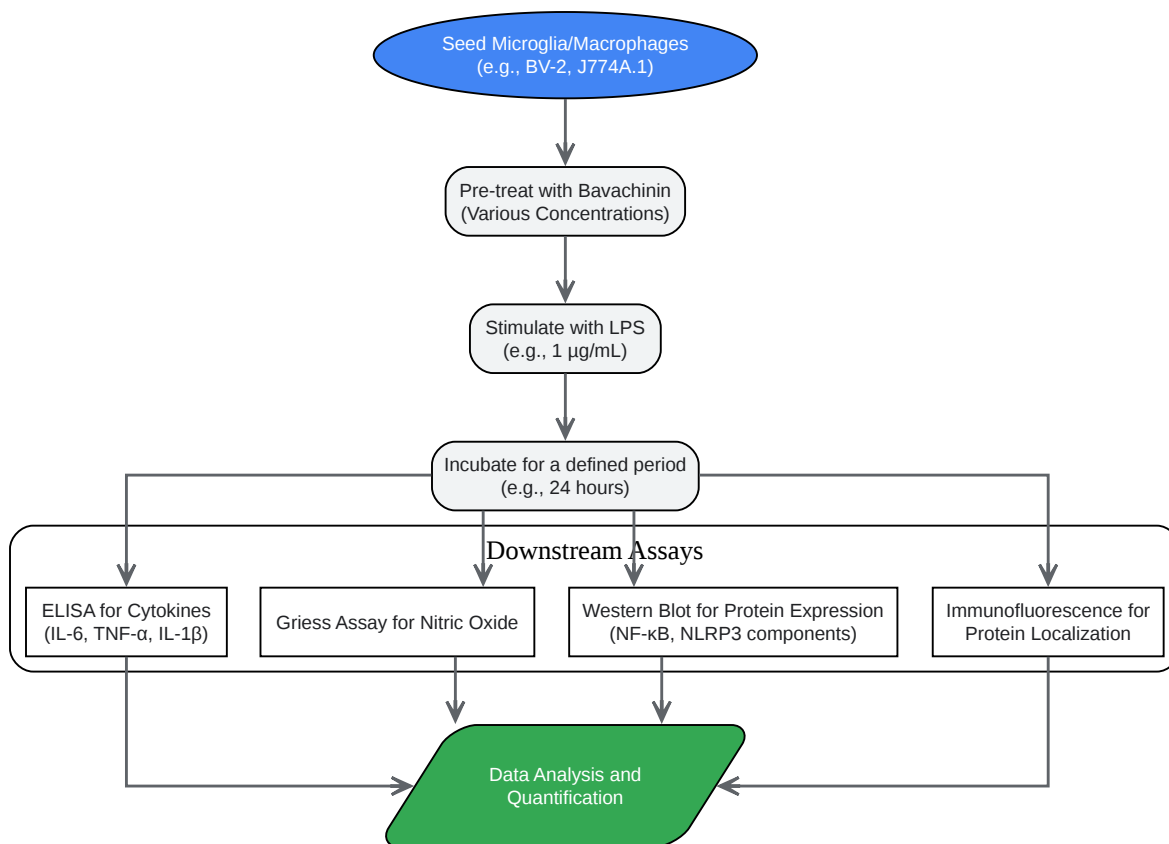 Seed Microglia/Macrophages
(e.g., BV-2, J774A.1)
Pre-treat with Bavachinin
(Various Concentrations)
Stimulate with LPS
(e.g., 1 µg/mL)
Incubate for a defined period
(e.g., 24 hours)
Downstream Assays
ELISA for Cytokines
(IL-6, TNF-α, IL-1β)
Griess Assay for Nitric Oxide
Western Blot for Protein Expression
(NF-κB, NLRP3 components)
Immunofluorescence for
Protein Localization
Data Analysis and
Quantification